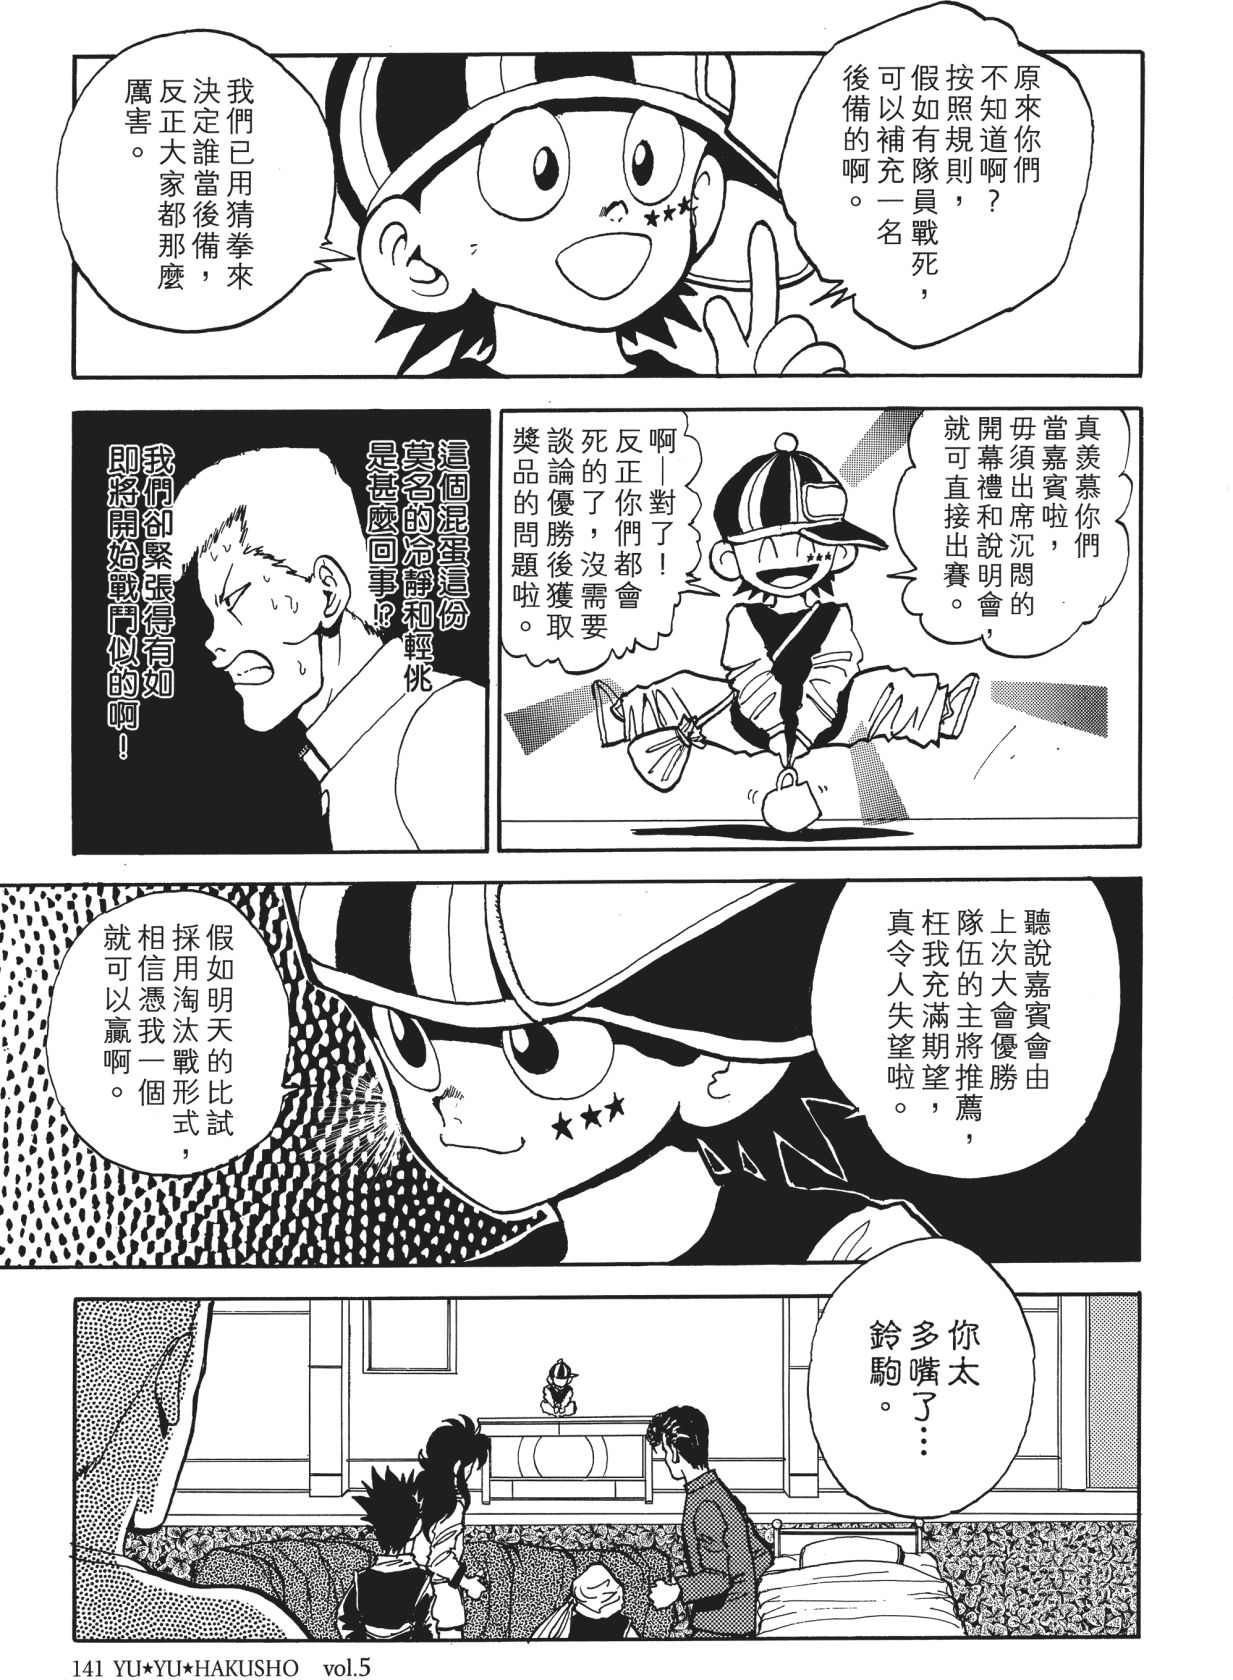 原來你們
不知道啊？
按照規則，
假如有隊員戰死，
可以補充一名
後備的啊。
我們已用猜拳來
決定誰當後備，
反正大家都那麼
厲害。
真羨慕你們
當嘉賓啦，
毋須出席沉悶的
開幕禮和說明會，
就可直接出賽。
啊—對了！
反正你們都會
死的了，沒需要
談論優勝後獲取
獎品的問題啦。
這個混蛋這份
莫名的冷靜和輕佻
是甚麼回事!?
我們卻緊張得有如
即將開始戰鬥似的啊！
聽說嘉賓會由
上次大會優勝
隊伍的主將推薦，
枉我充滿期望，
真令人失望啦。
假如明天的比試
採用淘汰戰形式，
相信憑我一個
就可以贏啊。
你太
多嘴了…
鈴駒。
141 YU★YU★HAKUSHO vol.5